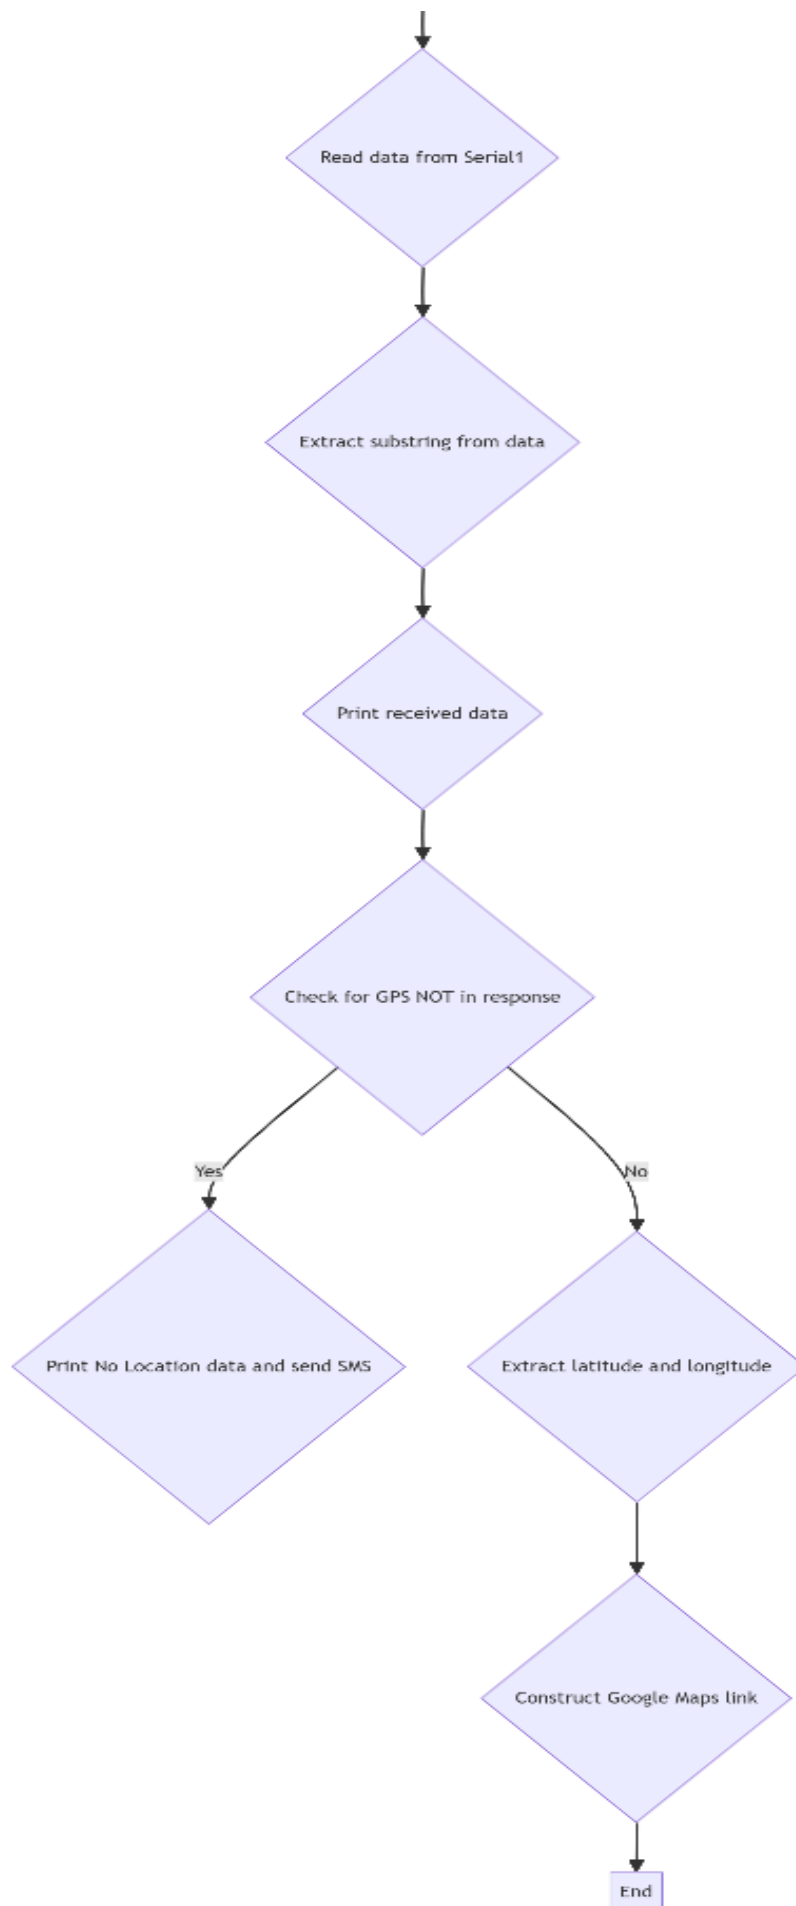 Read data from Serial1
Extract substring from data
Print received data
Check for GPS NOT in response
Yes
No
Print No Location data and send SMS
Extract latitude and longitude
Construct Google Maps link
End